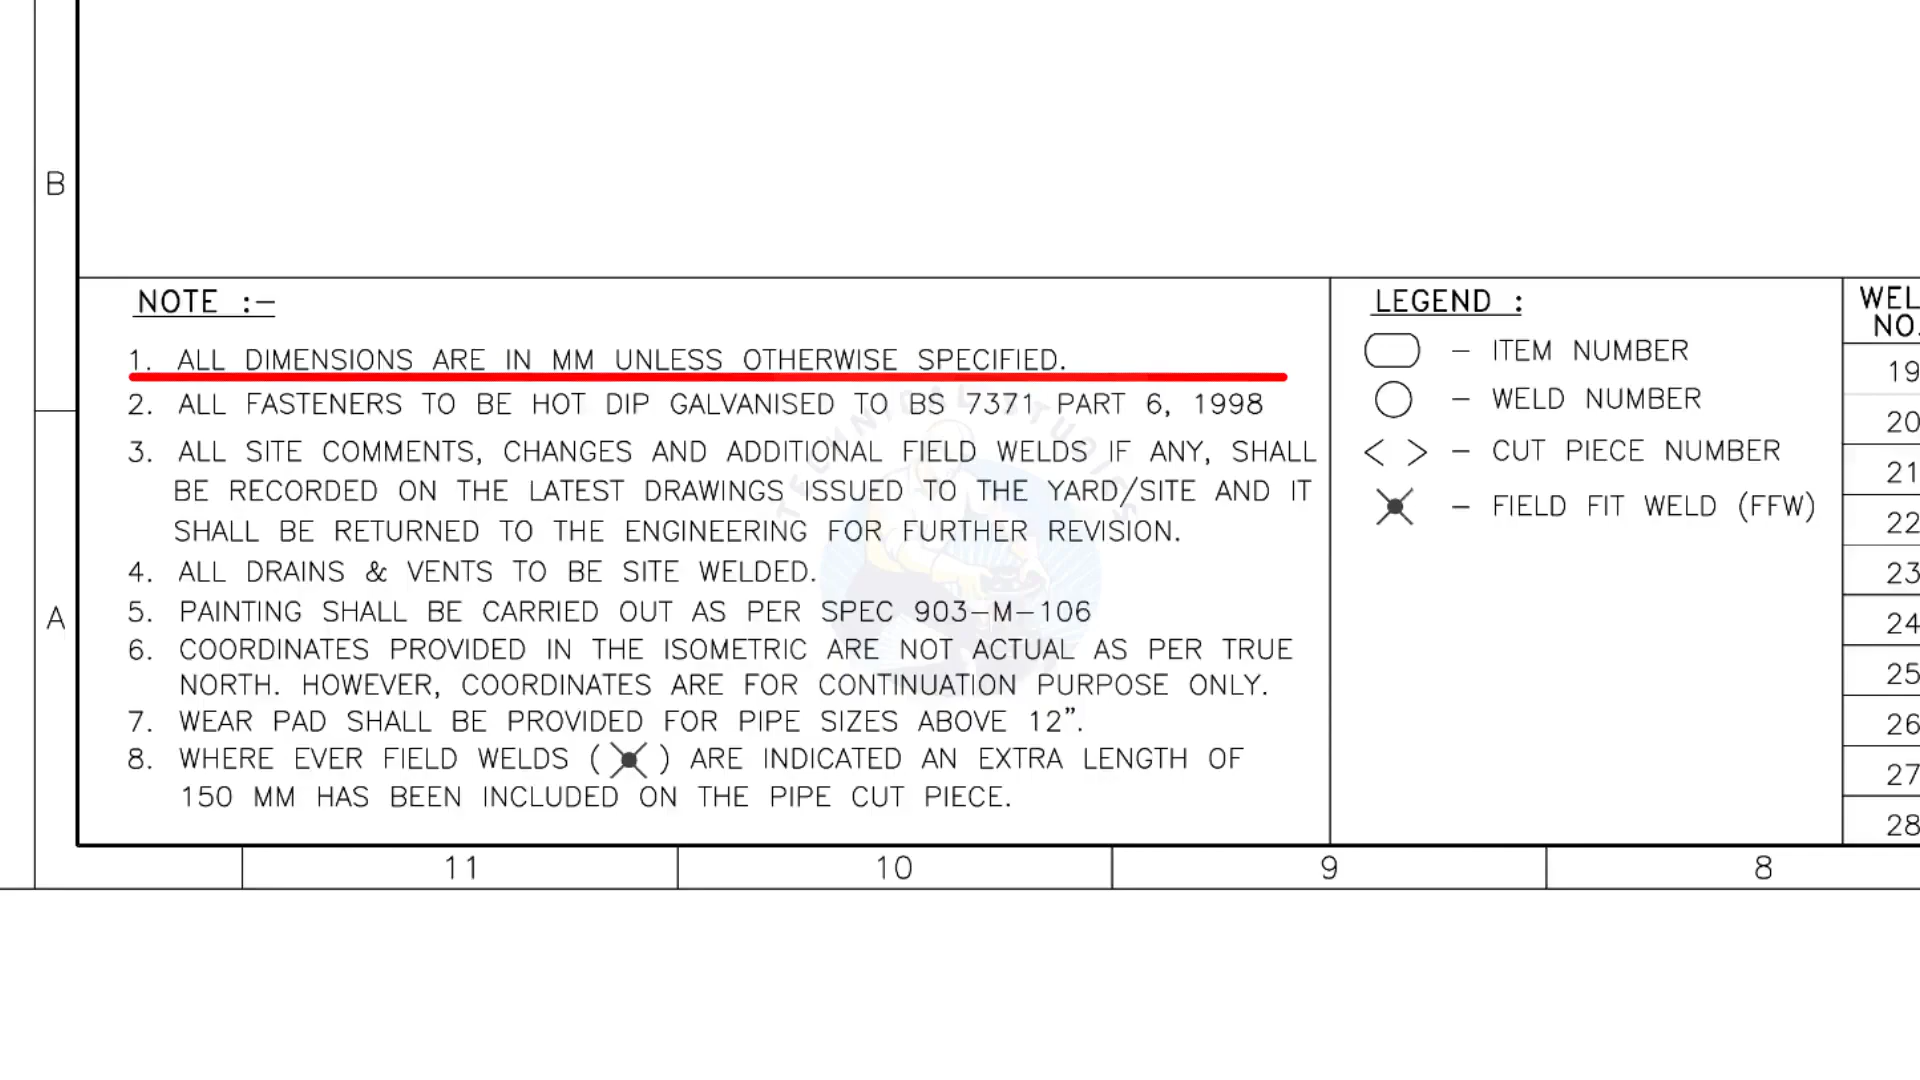 B
A
NOTE :–
1. ALL DIMENSIONS ARE IN MM UNLESS OTHERWISE SPECIFIED.
2. ALL FASTENERS TO BE HOT DIP GALVANISED TO BS 7371 PART 6, 1998
3. ALL SITE COMMENTS, CHANGES AND ADDITIONAL FIELD WELDS IF ANY, SHALL
BE RECORDED ON THE LATEST DRAWINGS ISSUED TO THE YARD/SITE AND IT
SHALL BE RETURNED TO THE ENGINEERING FOR FURTHER REVISION.
4. ALL DRAINS & VENTS TO BE SITE WELDED.
5. PAINTING SHALL BE CARRIED OUT AS PER SPEC 903–M–106
6. COORDINATES PROVIDED IN THE ISOMETRIC ARE NOT ACTUAL AS PER TRUE
NORTH. HOWEVER, COORDINATES ARE FOR CONTINUATION PURPOSE ONLY.
7. WEAR PAD SHALL BE PROVIDED FOR PIPE SIZES ABOVE 12”.
8. WHERE EVER FIELD WELDS ( ) ARE INDICATED AN EXTRA LENGTH OF
150 MM HAS BEEN INCLUDED ON THE PIPE CUT PIECE.
LEGEND :
– ITEM NUMBER
– WELD NUMBER
< > – CUT PIECE NUMBER
– FIELD FIT WELD (FFW)
WEL
NO.
19
20
21
22
23
24
25
26
27
28
11 10 9 8
TECHNICAL STUDIES